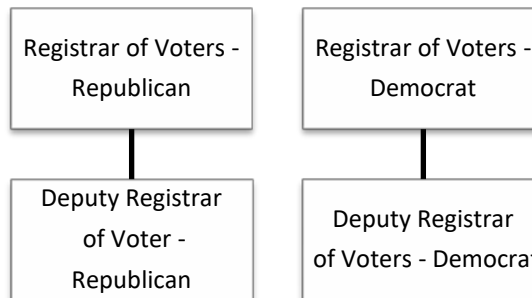 Registrar of Voters -
Republican
Registrar of Voters -
Democrat
Deputy Registrar
of Voter -
Republican
Deputy Registrar
of Voters - Democrat